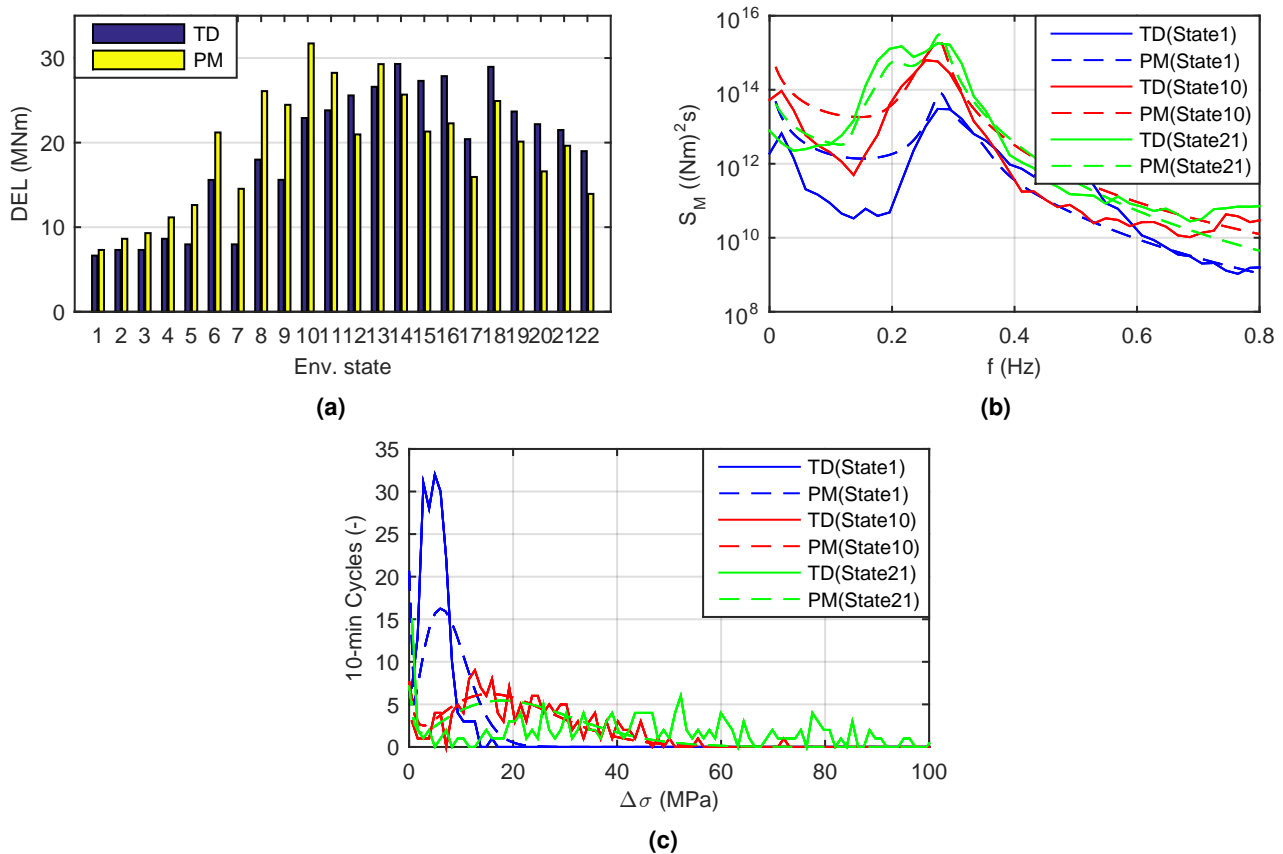 TD
PM
30
20
10
0
DEL (MNm)
1 2 3 4 5 6 7 8 9 10 11 12 13 14 15 16 17 18 19 20 21 22
Env. state
(a)
10^16
10^14
10^12
10^10
10^8
S_M ((Nm)^2 s)
TD(State1)
PM(State1)
TD(State10)
PM(State10)
TD(State21)
PM(State21)
0 0.2 0.4 0.6 0.8
f (Hz)
(b)
35
30
25
20
15
10
5
0
10-min Cycles (-)
TD(State1)
PM(State1)
TD(State10)
PM(State10)
TD(State21)
PM(State21)
0 20 40 60 80 100
Δσ (MPa)
(c)